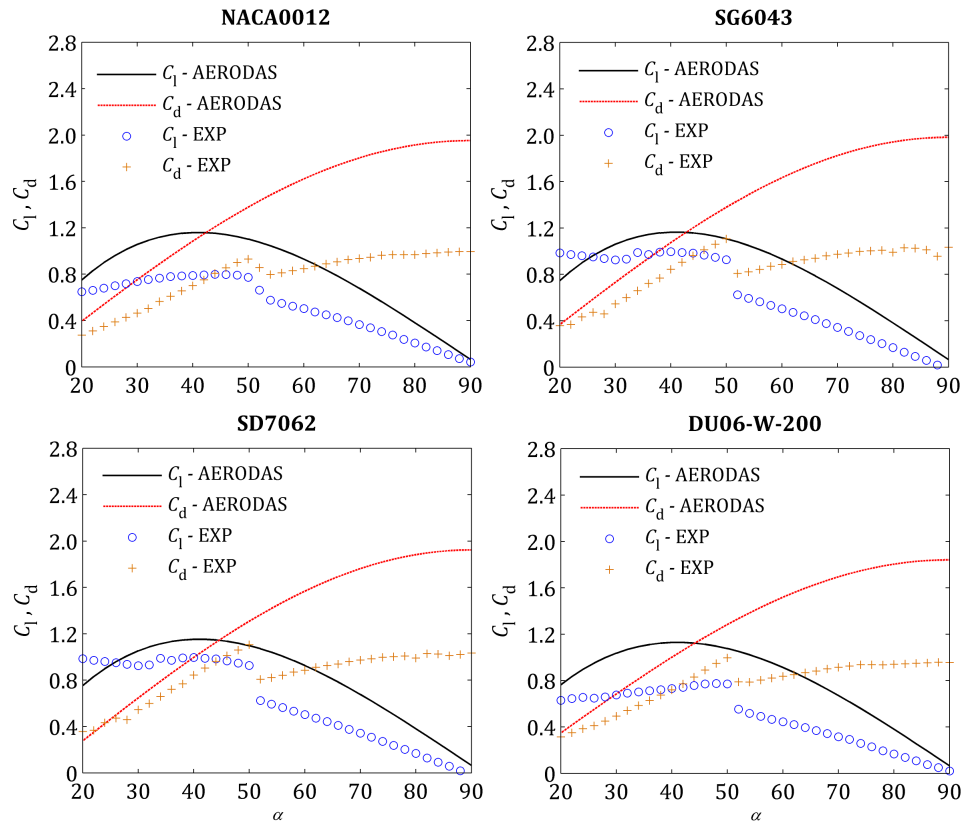 NACA0012
2.8
2.4
2.0
1.6
1.2
0.8
0.4
0
C_l , C_d
C_l - AERODAS
C_d - AERODAS
C_l - EXP
C_d - EXP
20 30 40 50 60 70 80 90
SG6043
2.8
2.4
2.0
1.6
1.2
0.8
0.4
0
C_l , C_d
C_l - AERODAS
C_d - AERODAS
C_l - EXP
C_d - EXP
20 30 40 50 60 70 80 90
SD7062
2.8
2.4
2.0
1.6
1.2
0.8
0.4
0
C_l , C_d
C_l - AERODAS
C_d - AERODAS
C_l - EXP
C_d - EXP
20 30 40 50 60 70 80 90
α
DU06-W-200
2.8
2.4
2.0
1.6
1.2
0.8
0.4
0
C_l , C_d
C_l - AERODAS
C_d - AERODAS
C_l - EXP
C_d - EXP
20 30 40 50 60 70 80 90
α